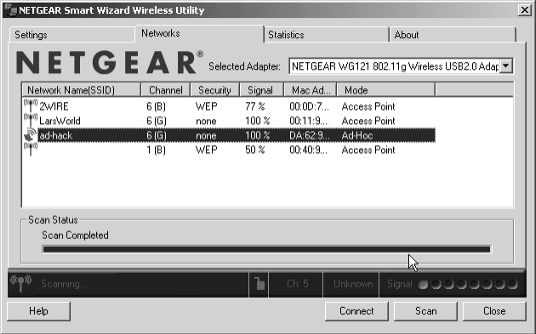 NETGEAR Smart Wizard Wireless Utility
Settings Networks Statistics About
NETGEAR® Selected Adapter: NETGEAR WG121 802.11g Wireless USB2.0 Adap
Network Name(SSID) Channel Security Signal Mac Ad... Mode
2WIRE 6 (B) WEP 77 % 00:0D:7... Access Point
LarsWorld 6 (G) none 100 % 00:11:9... Access Point
ad-hack 6 (G) none 100 % DA:62:9... Ad-Hoc
1 (B) WEP 50 % 00:40:9... Access Point
Scan Status
Scan Completed
Scanning... Ch: 5 Unknown Signal
Help Connect Scan Close